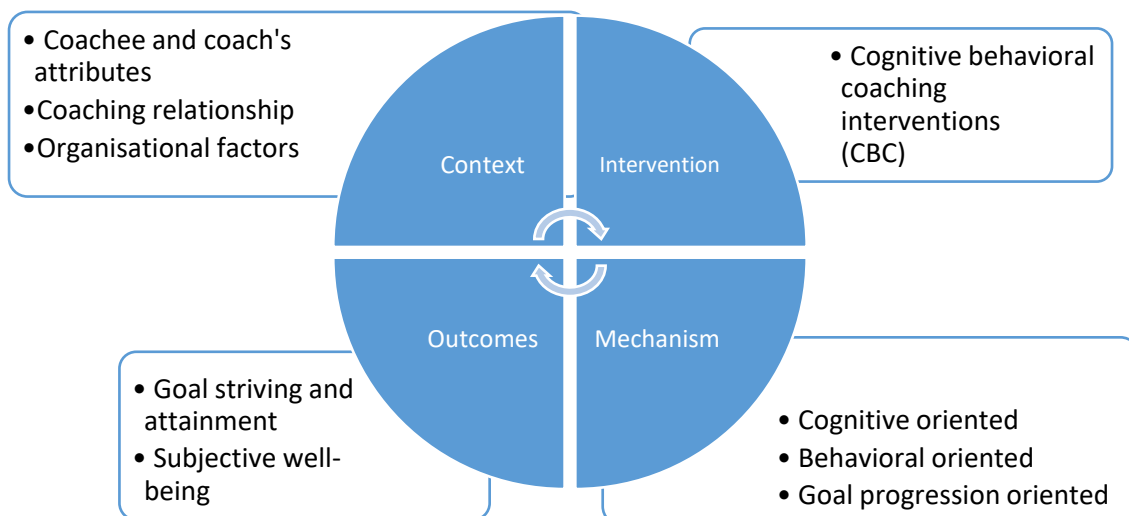 • Coachee and coach's
attributes
•Coaching relationship
•Organisational factors
Context
Intervention
• Cognitive behavioral
coaching
interventions
(CBC)
Outcomes
Mechanism
• Goal striving and
attainment
• Subjective well-
being
• Cognitive oriented
• Behavioral oriented
• Goal progression oriented